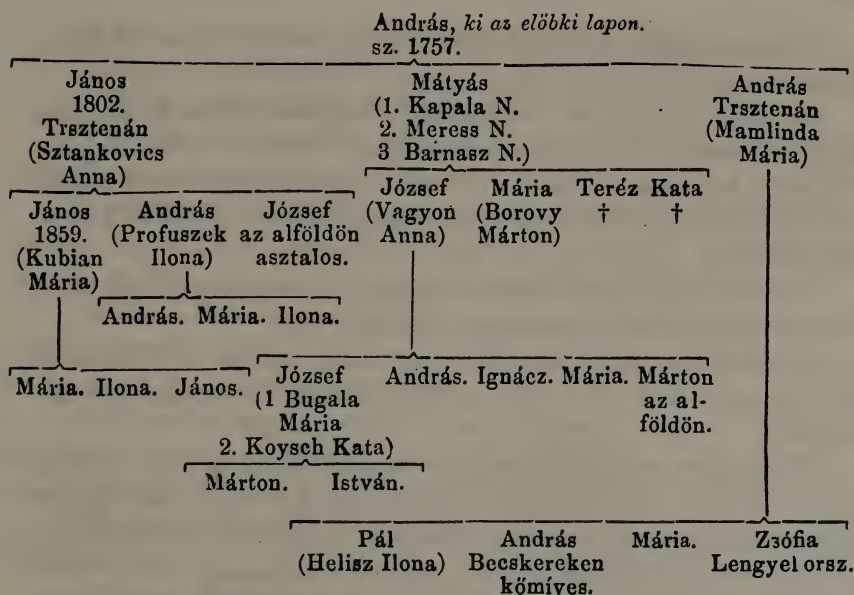 András, ki az előbki lapon.
sz. 1757.
János Mátyás András
1802. (1. Kapala N. Trsztenán
Trsztenán 2. Meress N. (Mamlinda
(Sztankovics 3 Barnasz N.) Mária)
Anna)
János András József József Mária Teréz Kata
1859. (Profuszek az alföldön (Vagyon (Borovy † †
(Kubian Ilona) asztalos. Anna) Márton)
Mária)
András. Mária. Ilona.
Mária. Ilona. János. József András. Ignácz. Mária. Márton
(1 Bugala az al-
Mária földön.
2. Koysch Kata)
Márton. István.
Pál András Mária. Zsófia
(Helisz Ilona) Becskereken Lengyel orsz.
kőmíves.